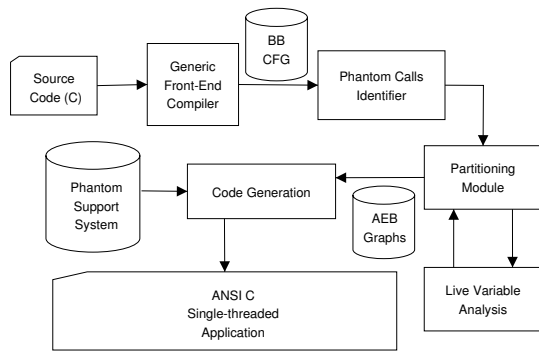 BB
CFG
Source
Code (C)
Generic
Front-End
Compiler
Phantom Calls
Identifier
Phantom
Support
System
Code Generation
Partitioning
Module
AEB
Graphs
Live Variable
Analysis
ANSI C
Single-threaded
Application